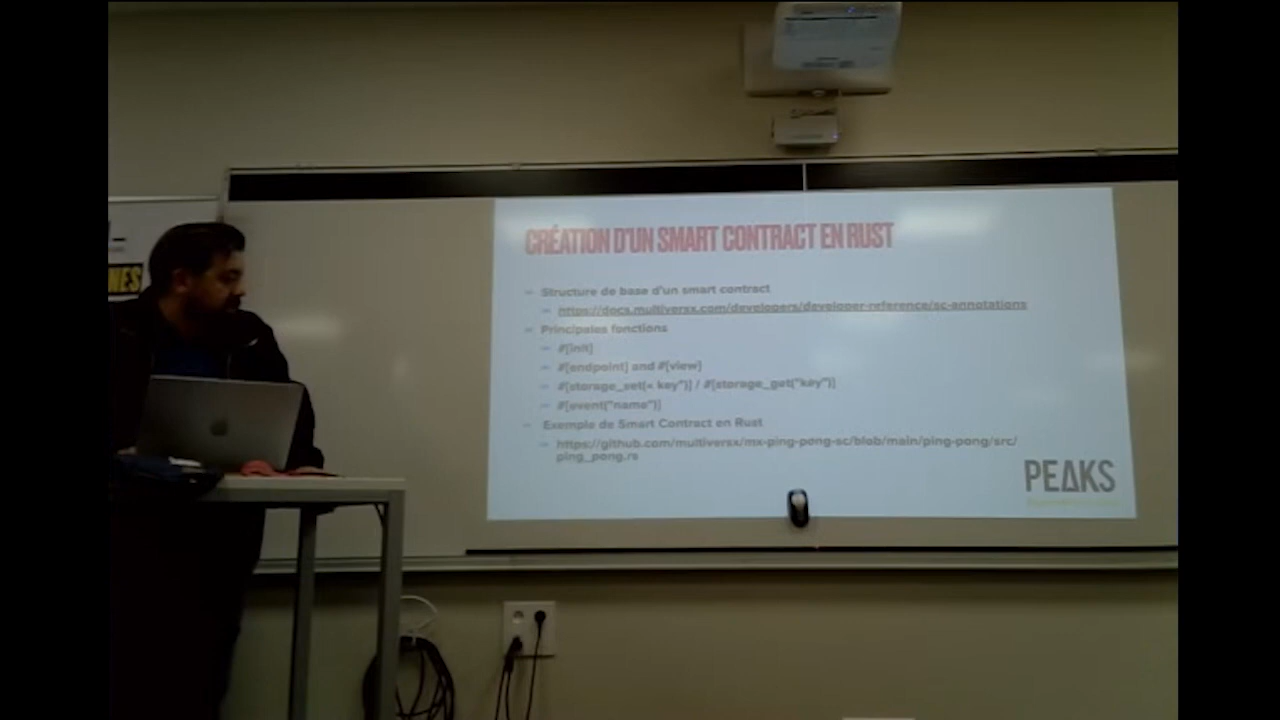 NES
CRÉATION D'UN SMART CONTRACT EN RUST
– Structure de base d'un smart contract
– https://docs.multiversx.com/developers/developer-reference/sc-annotations
– Principales fonctions
– #[init]
– #[endpoint] and #[view]
– #[storage_set(« key")] / #[storage_get("key")]
– #[event("name")]
– Exemple de Smart Contract en Rust
– https://github.com/multiversx/mx-ping-pong-sc/blob/main/ping-pong/src/
ping_pong.rs
PEAKS